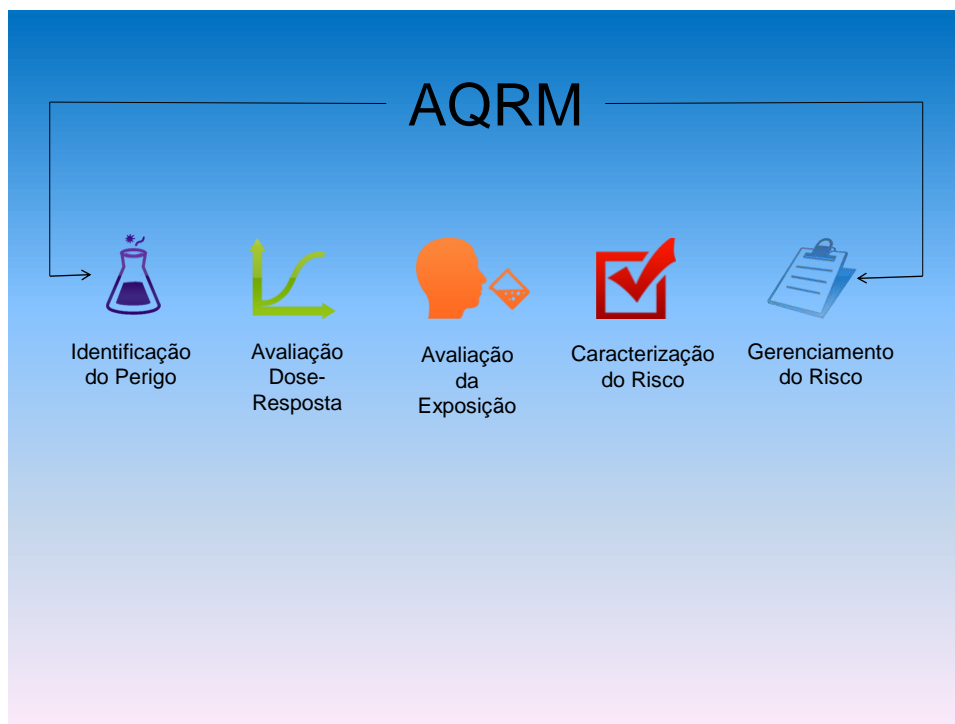 AQRM
Identificação
do Perigo
Avaliação
Dose-
Resposta
Avaliação
da
Exposição
Caracterização
do Risco
Gerenciamento
do Risco